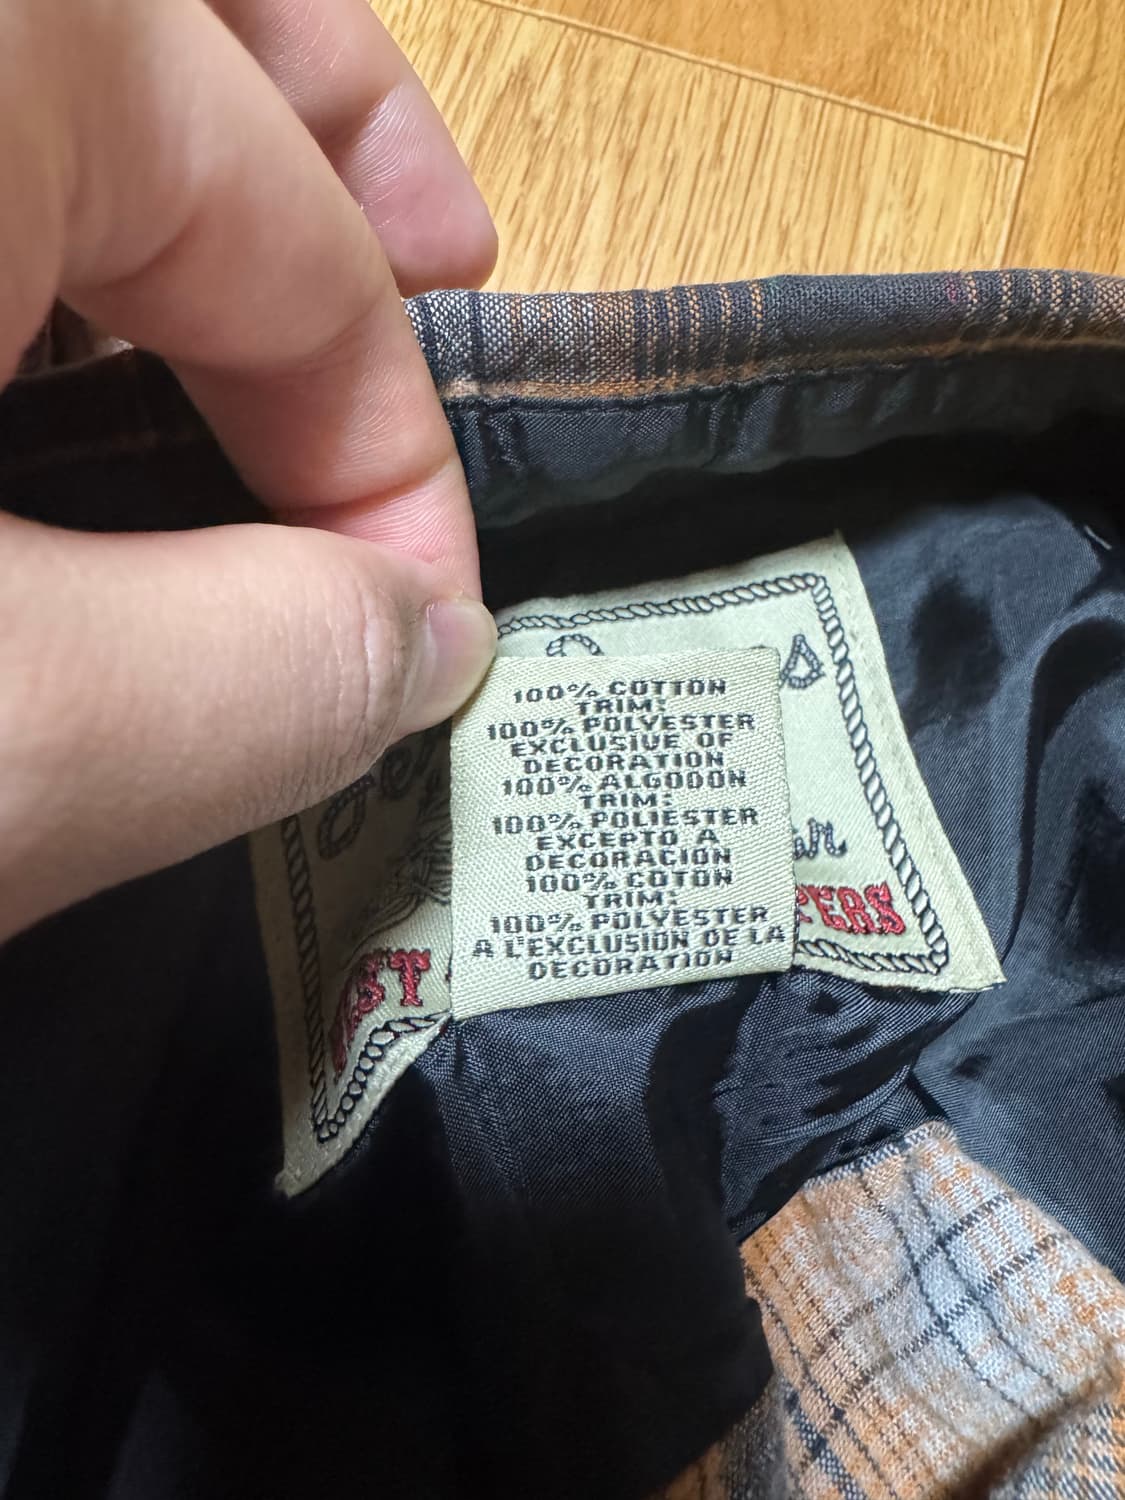 100% COTTON
TRIM:
100% POLYESTER
EXCLUSIVE OF
DECORATION
100% ALGODON
TRIM:
100% POLIESTER
EXCEPTO A
DECORACION
100% COTON
TRIM:
100% POLYESTER
A L'EXCLUSION DE LA
DECORATION